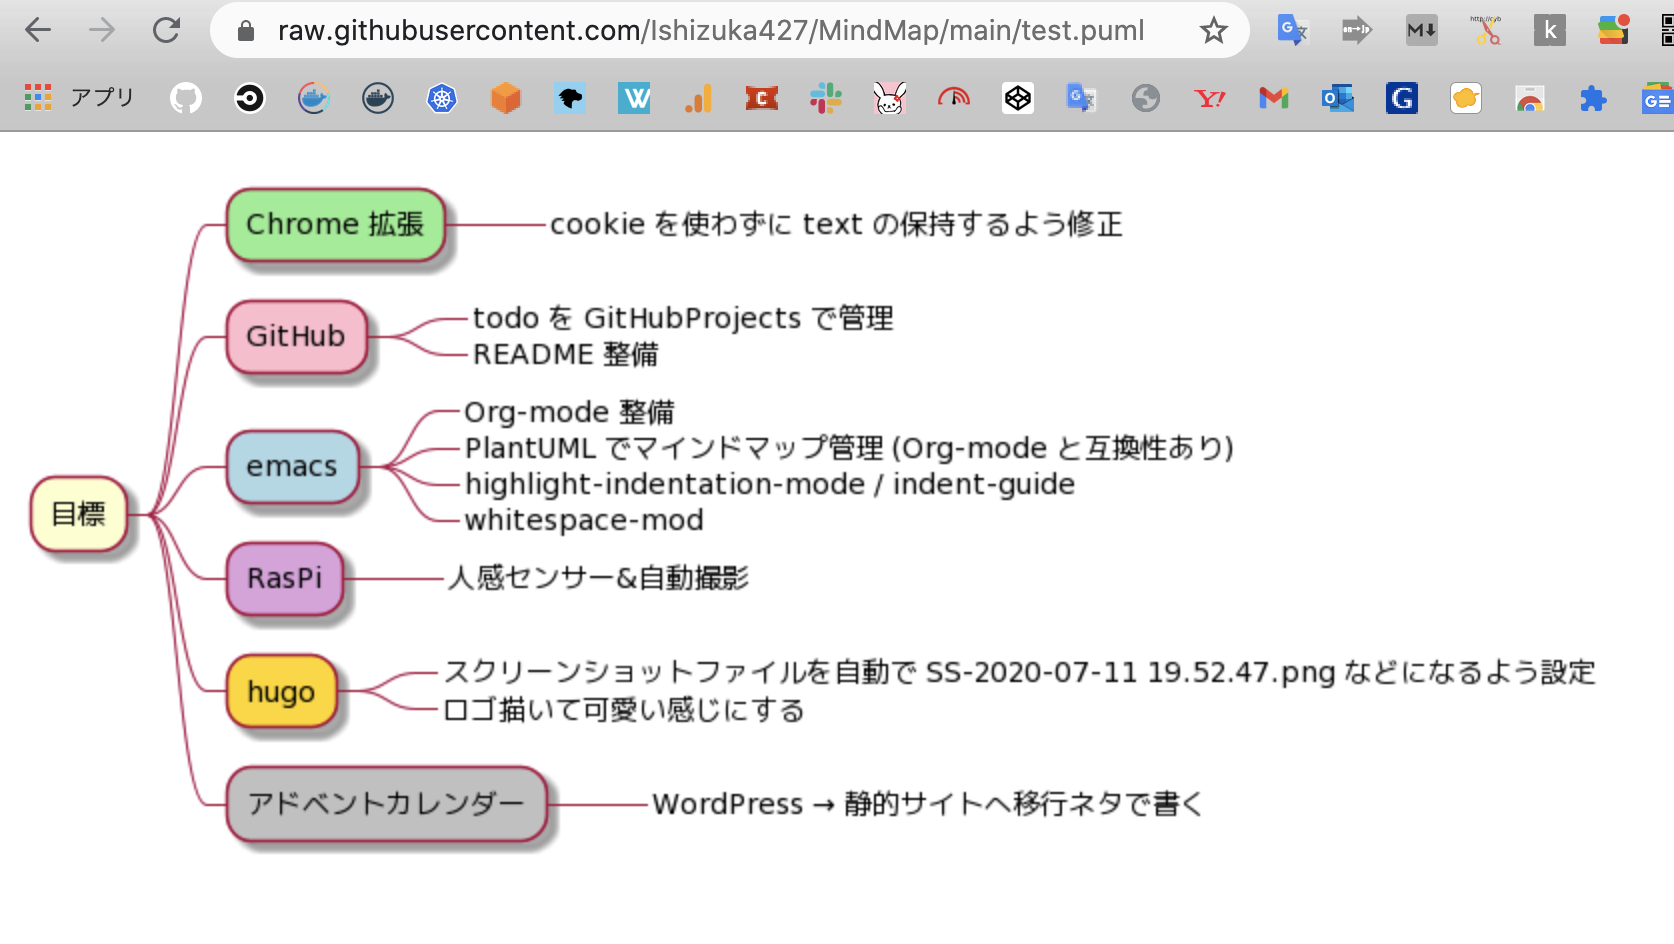 raw.githubusercontent.com/Ishizuka427/MindMap/main/test.puml
アプリ
Chrome 拡張
cookie を使わずに text の保持するよう修正
GitHub
todo を GitHubProjects で管理
README 整備
emacs
Org-mode 整備
PlantUML でマインドマップ管理 (Org-mode と互換性あり)
highlight-indentation-mode / indent-guide
whitespace-mod
目標
RasPi
人感センサー&自動撮影
hugo
スクリーンショットファイルを自動で SS-2020-07-11 19.52.47.png などになるよう設定
ロゴ描いて可愛い感じにする
アドベントカレンダー
WordPress → 静的サイトへ移行ネタで書く